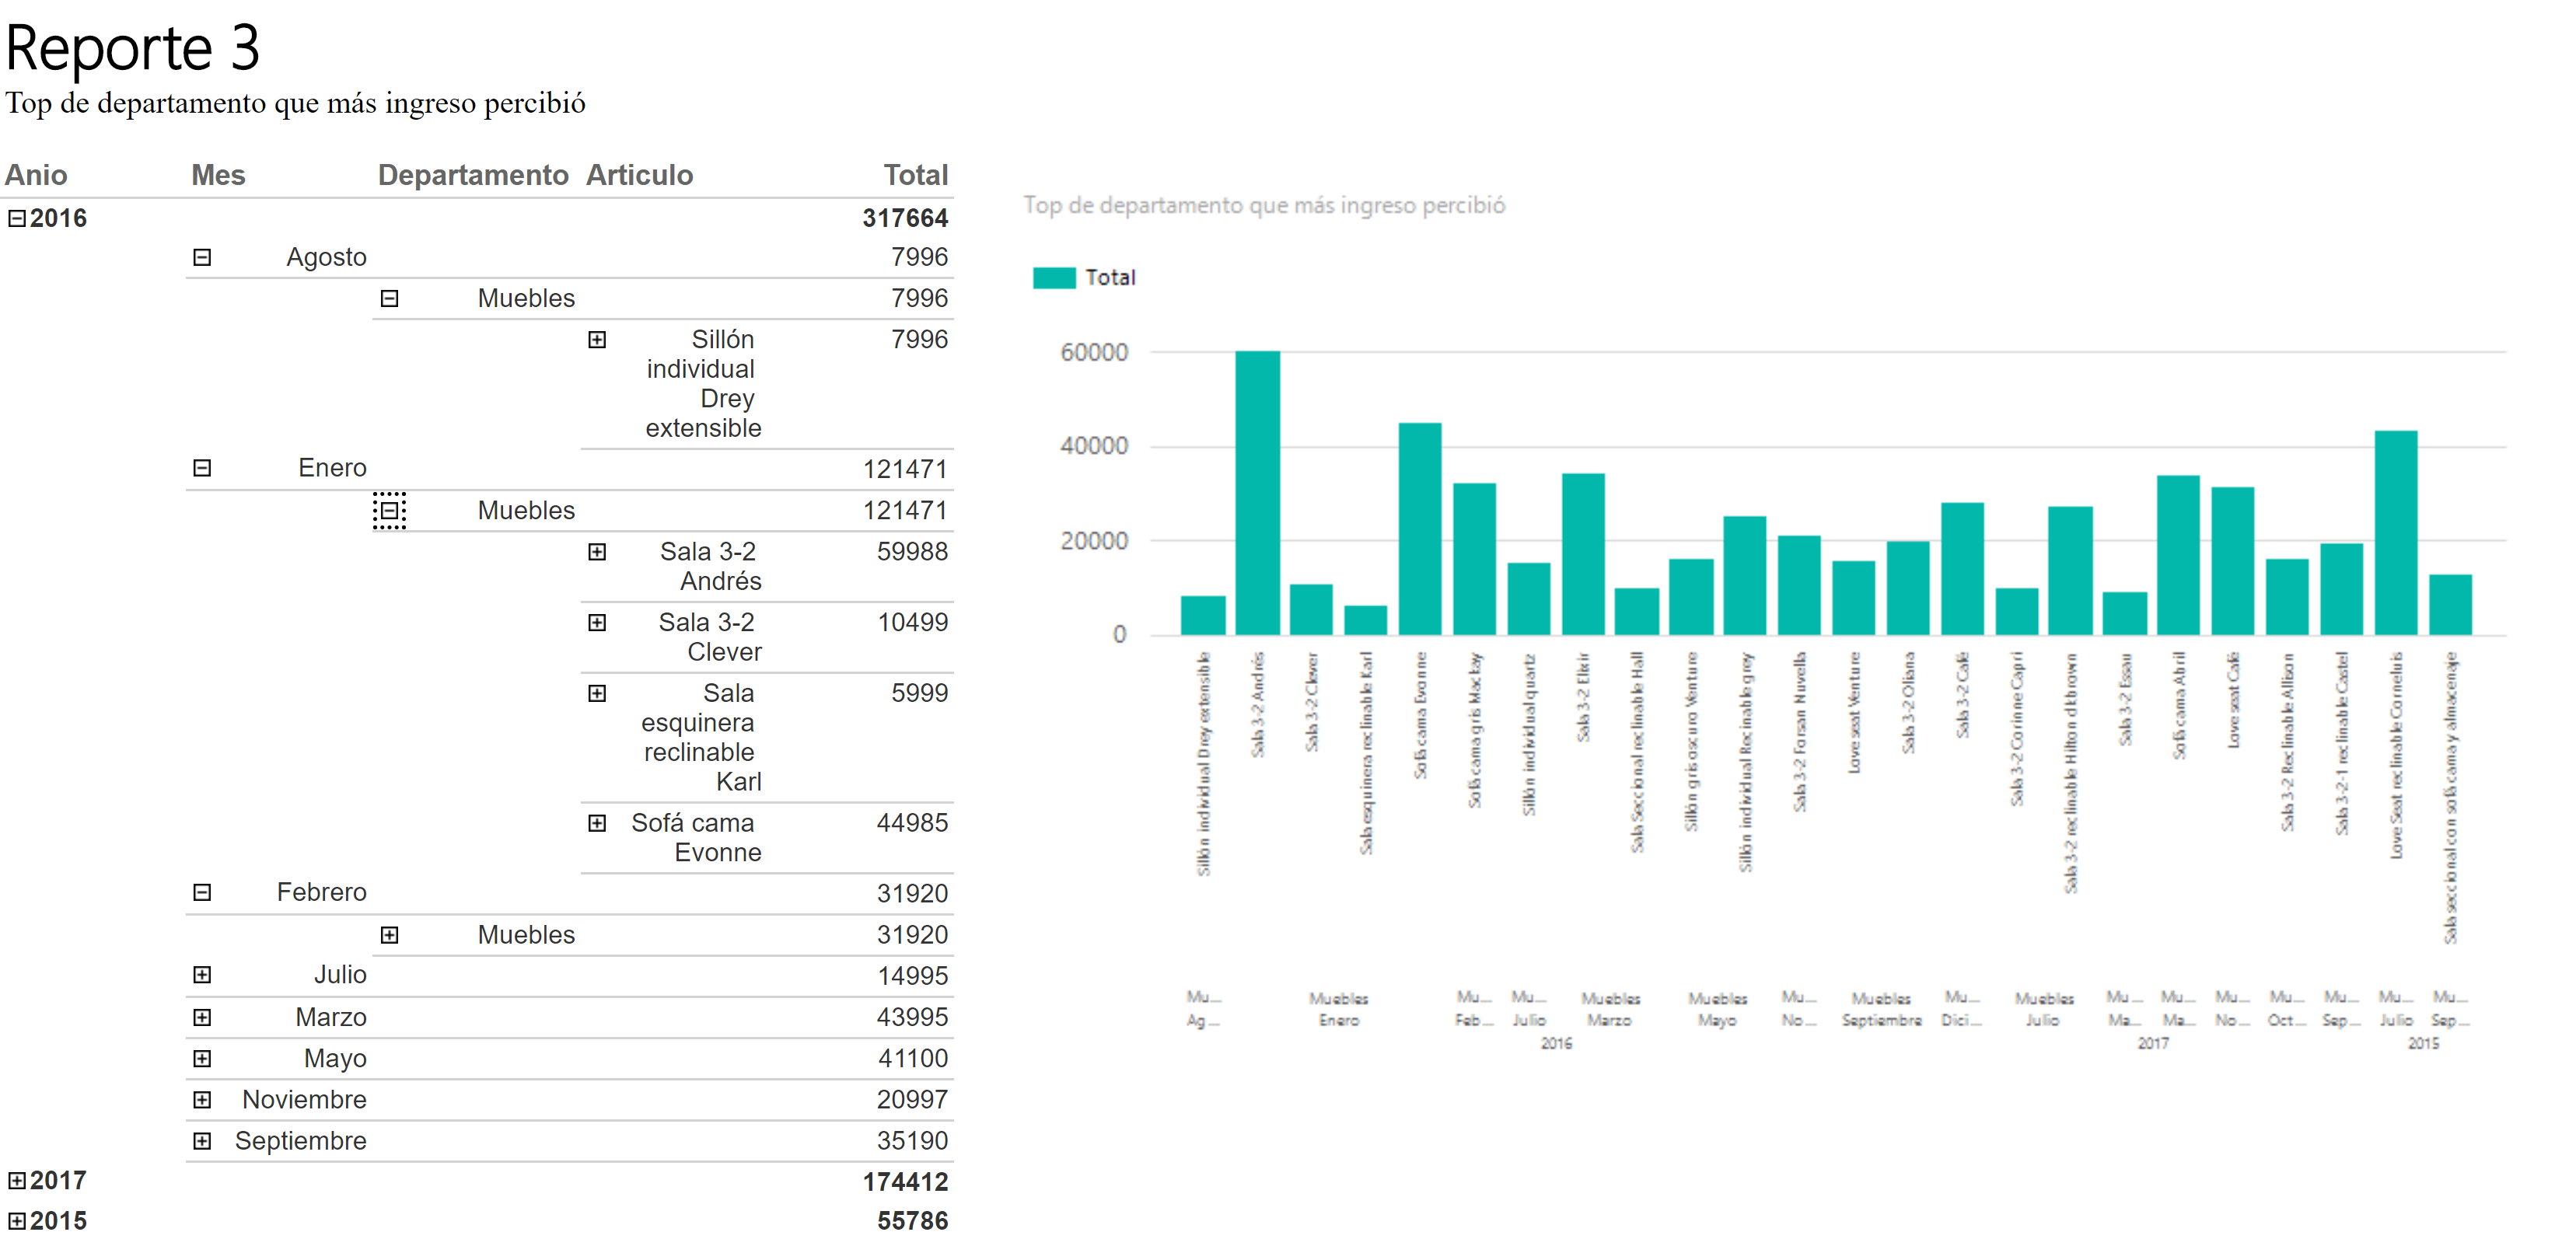 Reporte 3
Top de departamento que más ingreso percibió
Anio Mes Departamento Articulo Total
2016 317664
Agosto 7996
Muebles 7996
Sillón 7996
individual
Drey
extensible
Enero 121471
Muebles 121471
Sala 3-2 59988
Andrés
Sala 3-2 10499
Clever
Sala 5999
esquinera
reclinable
Karl
Sofá cama 44985
Evonne
Febrero 31920
Muebles 31920
Julio 14995
Marzo 43995
Mayo 41100
Noviembre 20997
Septiembre 35190
2017 174412
2015 55786
Top de departamento que más ingreso percibió
Total
60000
40000
20000
0
Sillón individual Drey extensible
Sala 3-2 Andrés
Sala 3-2 Clever
Sala esquinera reclinable Karl
Sofá cama Evonne
Sofá cama gris Mackay
Sillón individual quartz
Sala 3-2 Elixir
Sala Seccional reclinable Hall
Sillón gris oscuro Venture
Sillón individual Recinable grey
Sala 3-2 Forsan Nuvella
Love seat Venture
Sala 3-2 Oliana
Sala 3-2 Café
Sala 3-2 Corinne Capri
Sala 3-2 reclinable Hilton dkbrown
Sala 3-2 Essau
Sofá cama Abril
Love seat Café
Sala 3-2 Reclinable Allison
Sala 3-2-1 reclinable Castel
Love Seat reclinable Cornelius
Sala seccional con sofá cama y almacenaje
Mu... Muebles Mu... Mu... Muebles Muebles Mu... Muebles Mu... Muebles Mu... Mu... Mu... Mu... Mu... Mu... Mu...
Ag... Enero Feb... Julio Marzo Mayo No... Septiembre Dici... Julio Ma... Ma... No... Oct... Sep... Julio Sep...
2016 2017 2015